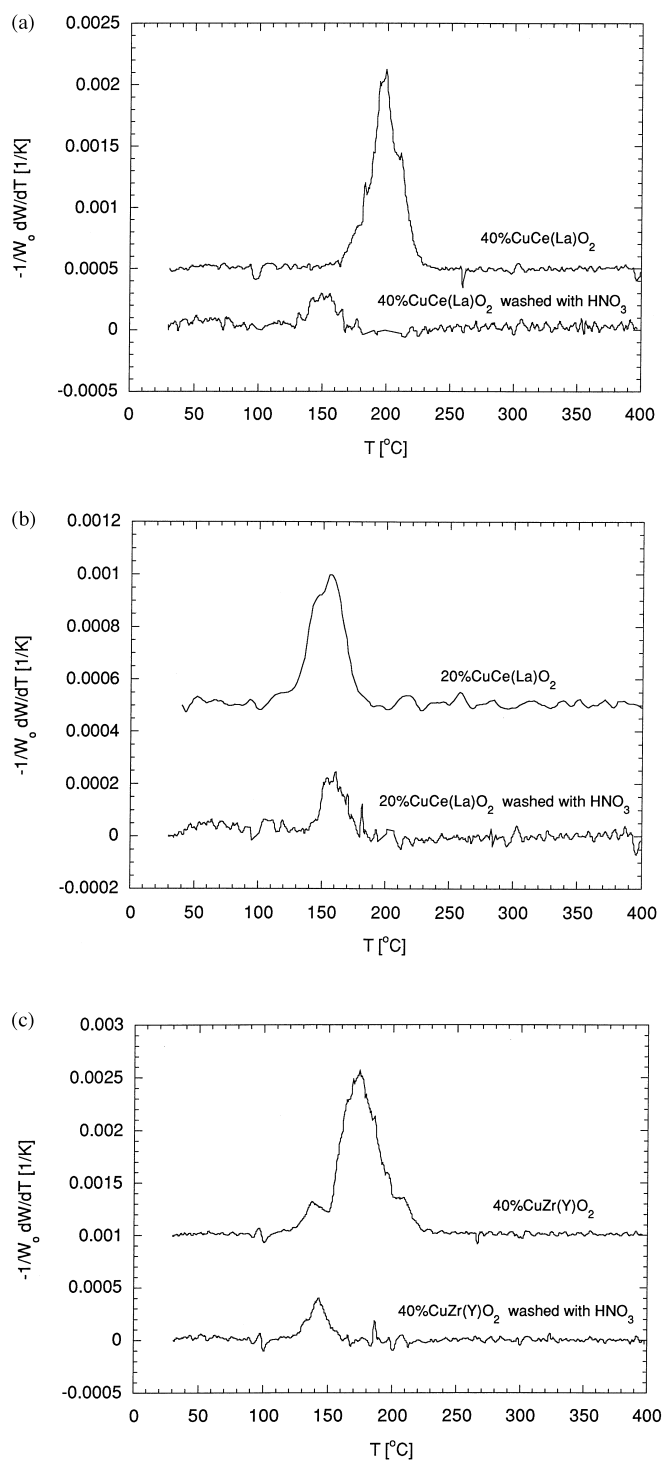 (a)
0.0025
0.002
0.0015
0.001
0.0005
0
-0.0005
-1/Wo dW/dT [1/K]
40%CuCe(La)O2
40%CuCe(La)O2 washed with HNO3
0 50 100 150 200 250 300 350 400
T [°C]
(b)
0.0012
0.001
0.0008
0.0006
0.0004
0.0002
0
-0.0002
-1/Wo dW/dT [1/K]
20%CuCe(La)O2
20%CuCe(La)O2 washed with HNO3
0 50 100 150 200 250 300 350 400
T [°C]
(c)
0.003
0.0025
0.002
0.0015
0.001
0.0005
0
-0.0005
-1/Wo dW/dT [1/K]
40%CuZr(Y)O2
40%CuZr(Y)O2 washed with HNO3
0 50 100 150 200 250 300 350 400
T [°C]